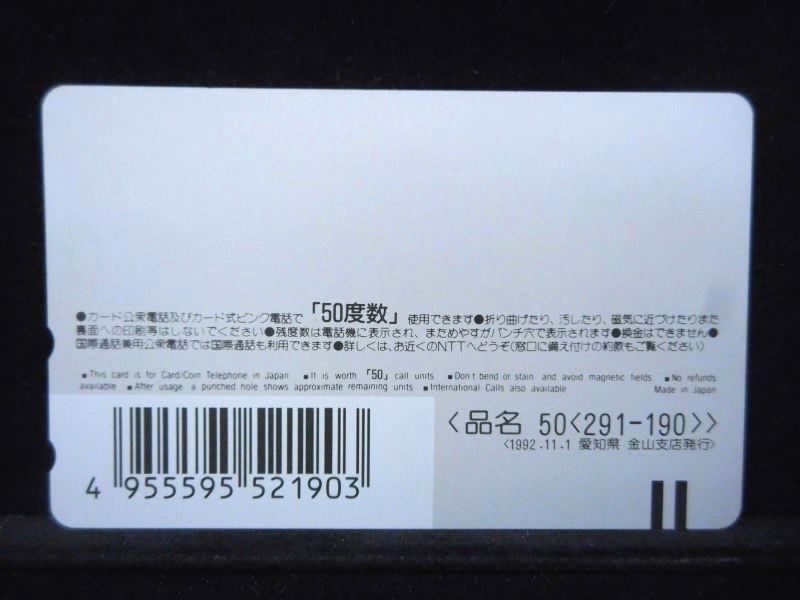 ●カード公衆電話及びカード式ピンク電話で「50度数」使用できます●折り曲げたり、汚したり、磁気に近づけたりまた
裏面への印刷等はしないでください●残度数は電話機に表示され、まためやすがパンチ穴で表示されます●換金はできません●
国際通話兼用公衆電話では国際通話も利用できます●詳しくは、お近くのNTTへどうぞ(窓口に備え付けの約款もご覧ください)
■This card is for Card/Coin Telephone in Japan ■It is worth「50」call units ■Don't bend or stain and avoid magnetic fields ■No refunds
available ■After usage a punched hole shows approximate remaining units ■International Calls also available Made in Japan
〈品名 50〈291-190〉〉
〈1992.11.1 愛知県 金山支店発行〉
4 955595 521903